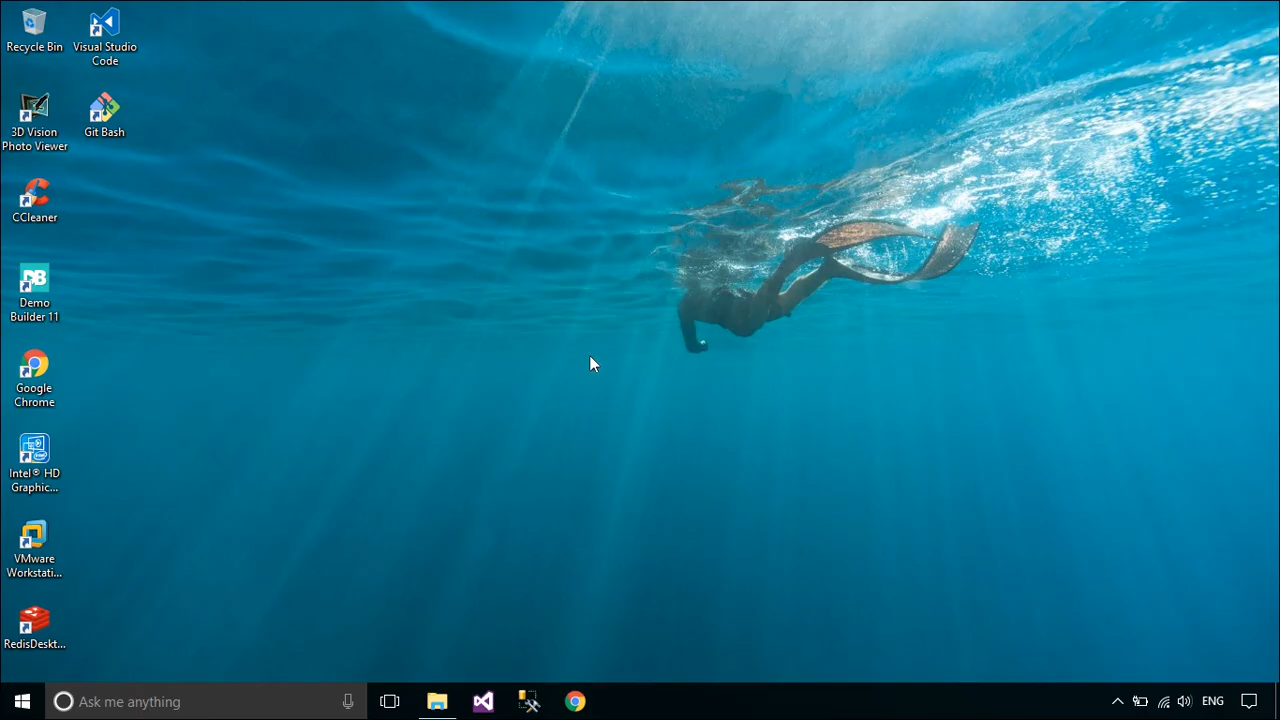 Recycle Bin
Visual Studio
Code
3D Vision
Photo Viewer
Git Bash
CCleaner
DB
Demo
Builder 11
Google
Chrome
Intel® HD
Graphic...
VMware
Workstati...
RedisDeskt...
Ask me anything
ENG